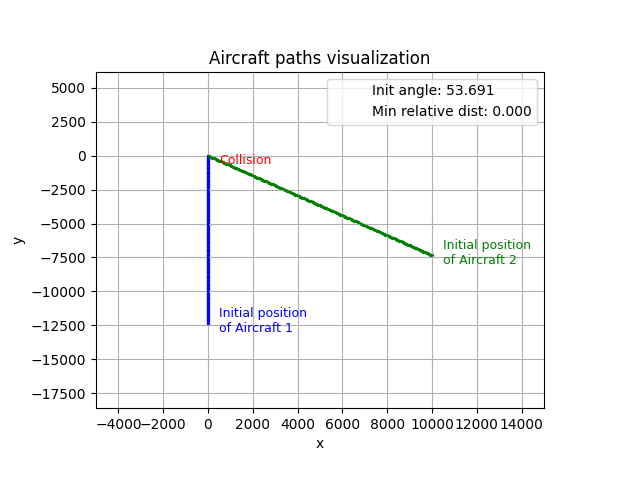 Aircraft paths visualization
Init angle: 53.691
Min relative dist: 0.000
5000
2500
0
−2500
−5000
−7500
−10000
−12500
−15000
−17500
y
Collision
Initial position
of Aircraft 2
Initial position
of Aircraft 1
−4000 −2000 0 2000 4000 6000 8000 10000 12000 14000
x